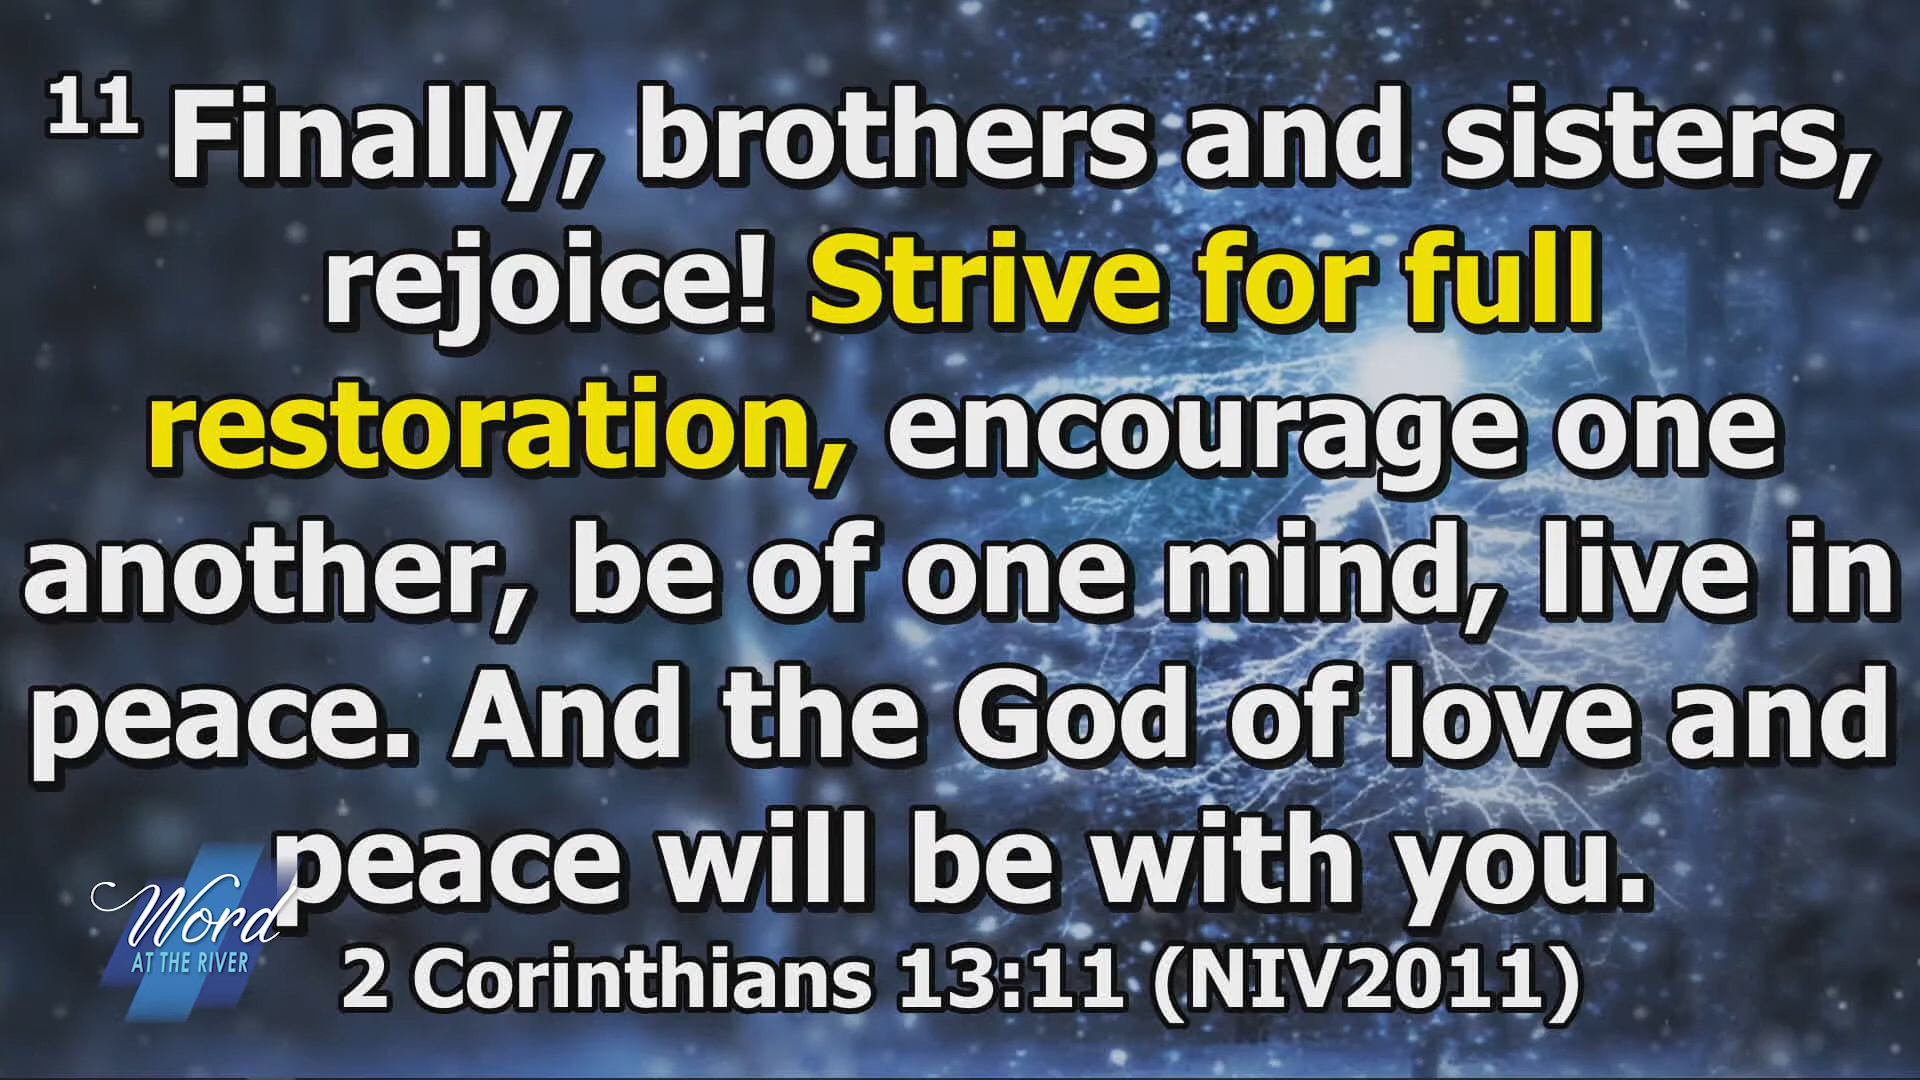 11 Finally, brothers and sisters,
rejoice! Strive for full
restoration, encourage one
another, be of one mind, live in
peace. And the God of love and
peace will be with you.
2 Corinthians 13:11 (NIV2011)
Word
AT THE RIVER